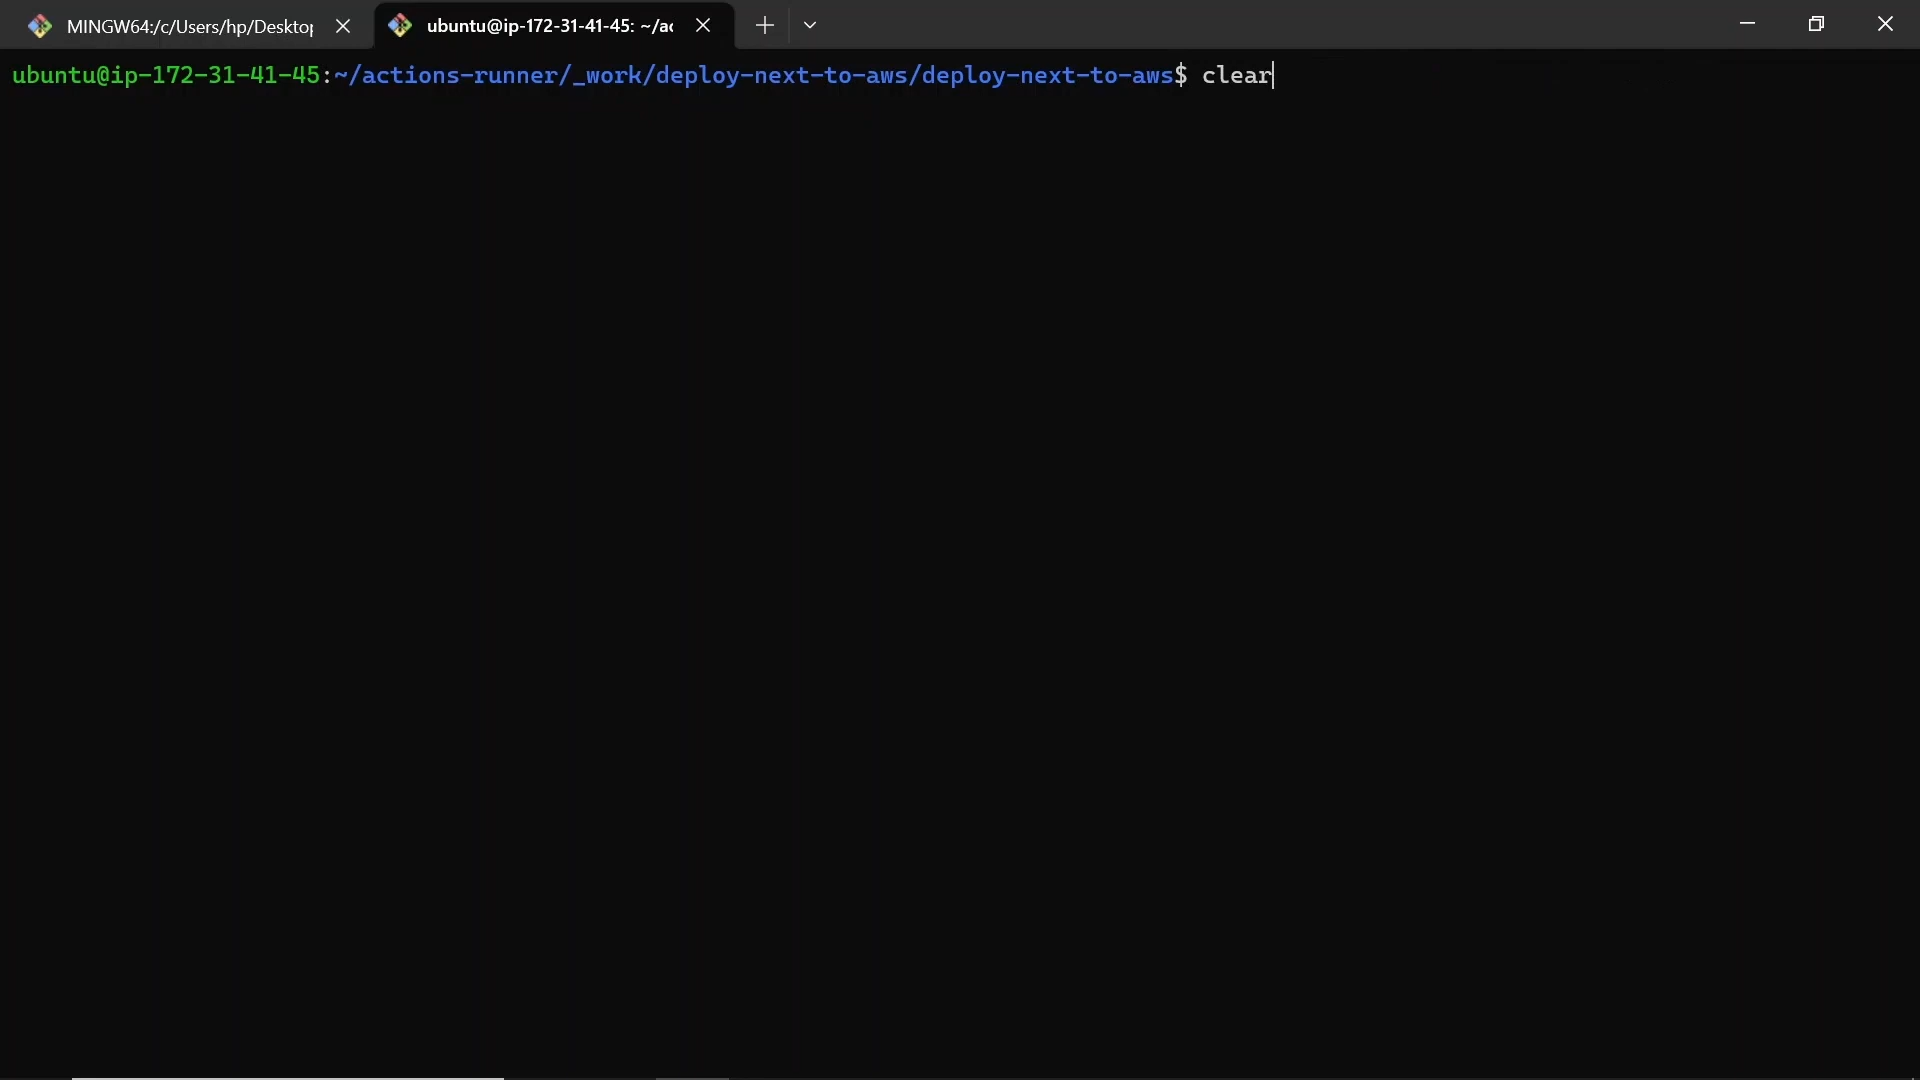 MINGW64:/c/Users/hp/Desktop
ubuntu@ip-172-31-41-45: ~/ac
ubuntu@ip-172-31-41-45:~/actions-runner/_work/deploy-next-to-aws/deploy-next-to-aws$ clear